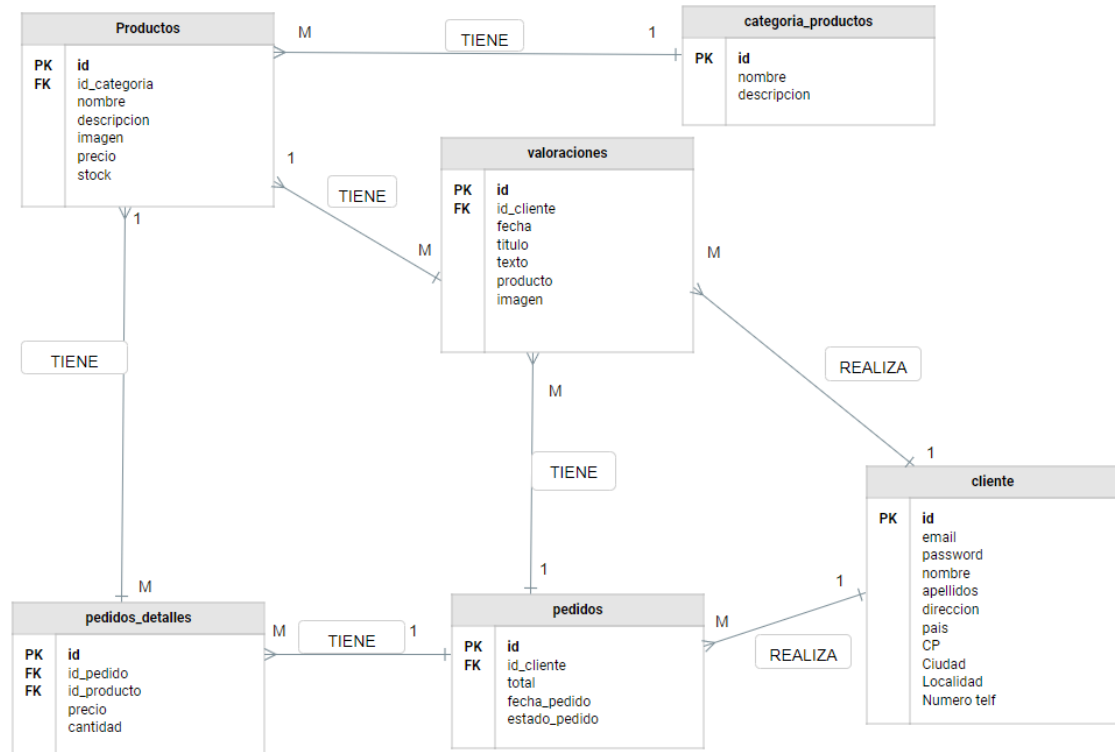 Productos
PK id
FK id_categoria
nombre
descripcion
imagen
precio
stock
M
TIENE
1
categoria_productos
PK id
nombre
descripcion
1
TIENE
M
valoraciones
PK id
FK id_cliente
fecha
titulo
texto
producto
imagen
M
REALIZA
1
1
TIENE
M
M
TIENE
1
cliente
PK id
email
password
nombre
apellidos
direccion
pais
CP
Ciudad
Localidad
Numero telf
pedidos_detalles
PK id
FK id_pedido
FK id_producto
precio
cantidad
M
TIENE
1
pedidos
PK id
FK id_cliente
total
fecha_pedido
estado_pedido
M
REALIZA
1